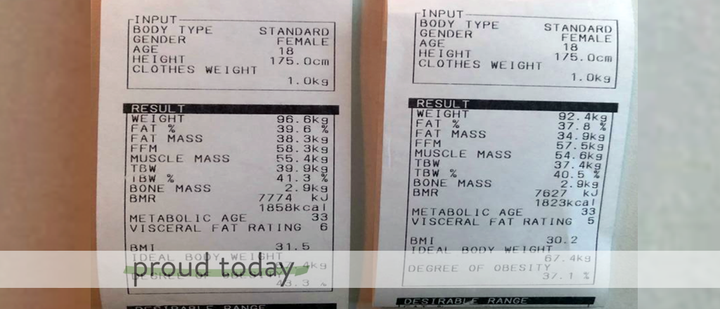 INPUT
BODY TYPE STANDARD
GENDER FEMALE
AGE 18
HEIGHT 175.0cm
CLOTHES WEIGHT
1.0kg
RESULT
WEIGHT 96.6kg
FAT % 39.6 %
FAT MASS 38.3kg
FFM 58.3kg
MUSCLE MASS 55.4kg
TBW 39.9kg
TBW % 41.3 %
BONE MASS 2.9kg
BMR 7774 kJ
1858kcal
METABOLIC AGE 33
VISCERAL FAT RATING 6
BMI 31.5
IDEAL BODY WEIGHT
proud today
43.3 %
INPUT
BODY TYPE STANDARD
GENDER FEMALE
AGE 18
HEIGHT 175.0cm
CLOTHES WEIGHT
1.0kg
RESULT
WEIGHT 92.4kg
FAT % 37.8 %
FAT MASS 34.9kg
FFM 57.5kg
MUSCLE MASS 54.6kg
TBW 37.4kg
TBW % 40.5 %
BONE MASS 2.9kg
BMR 7627 kJ
1823kcal
METABOLIC AGE 33
VISCERAL FAT RATING 5
BMI 30.2
IDEAL BODY WEIGHT
67.4kg
DEGREE OF OBESITY
37.1 %
DESIRABLE RANGE